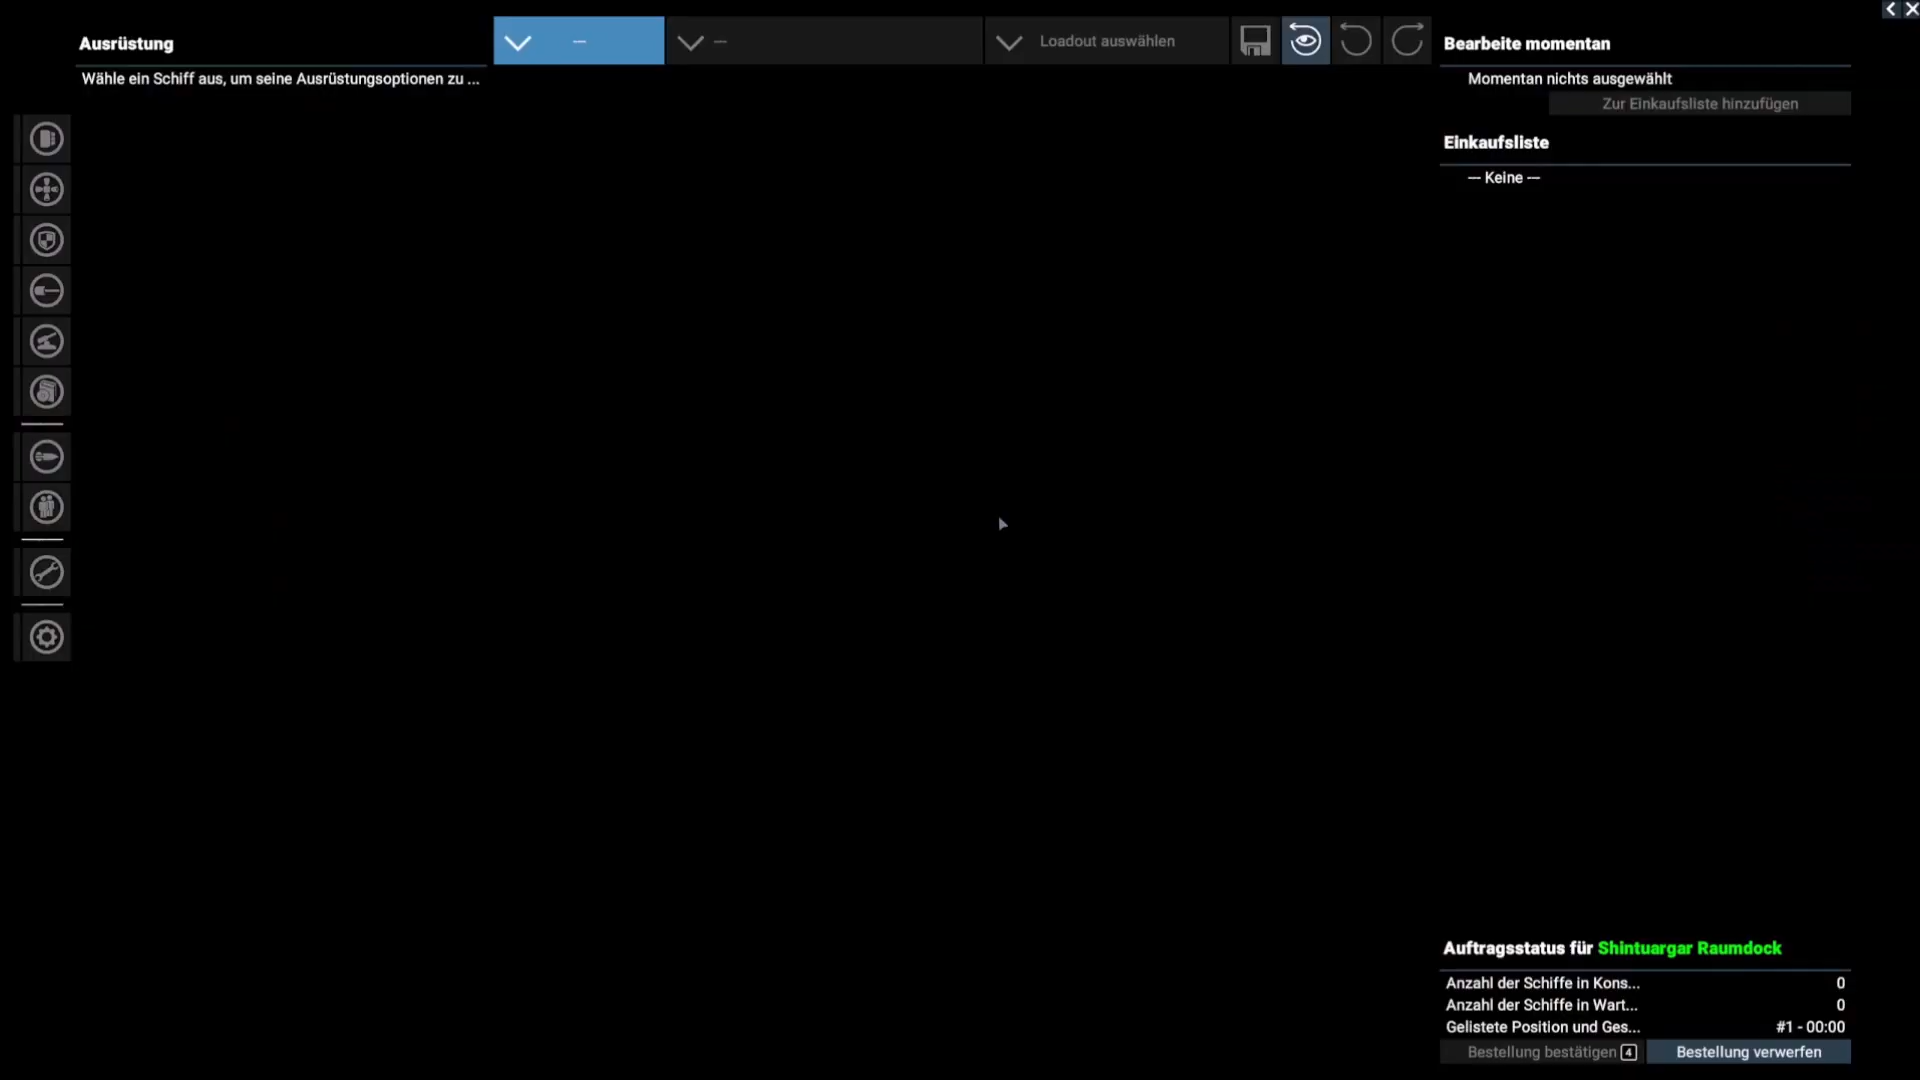 Ausrüstung
Wähle ein Schiff aus, um seine Ausrüstungsoptionen zu ...
---
---
Loadout auswählen
Bearbeite momentan
Momentan nichts ausgewählt
Zur Einkaufsliste hinzufügen
Einkaufsliste
--- Keine ---
Auftragsstatus für Shintuargar Raumdock
Anzahl der Schiffe in Kons... 0
Anzahl der Schiffe in Wart... 0
Gelistete Position und Ges... #1 - 00:00
Bestellung bestätigen 4 Bestellung verwerfen